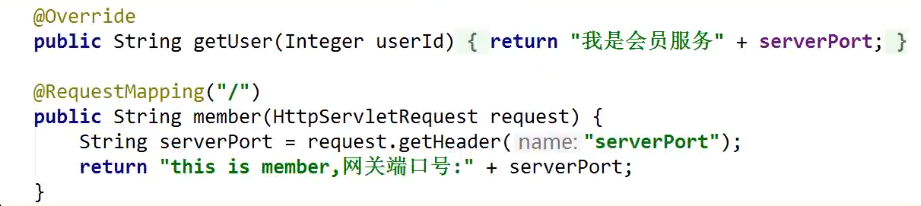 @Override
public String getUser(Integer userId) { return "我是会员服务" + serverPort; }
@RequestMapping("/")
public String member(HttpServletRequest request) {
String serverPort = request.getHeader( name: "serverPort");
return "this is member,网关端口号:" + serverPort;
}